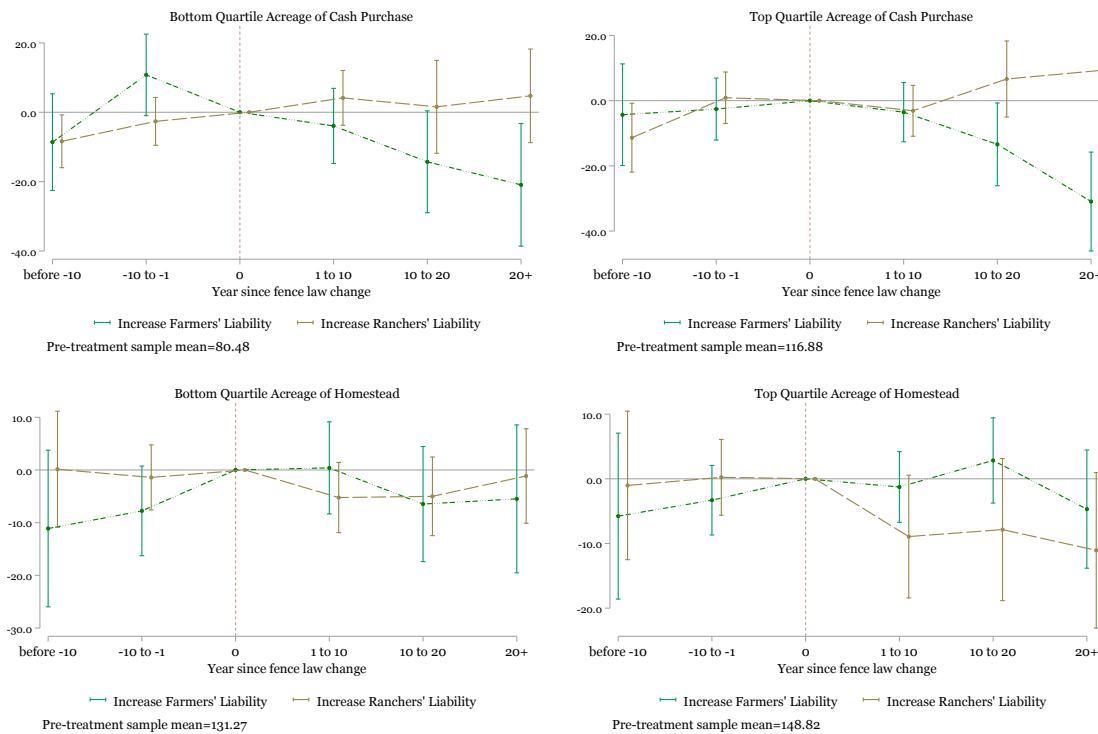 Bottom Quartile Acreage of Cash Purchase
20.0
0.0
-20.0
-40.0
before -10 -10 to -1 0 1 to 10 10 to 20 20+
Year since fence law change
Increase Farmers' Liability Increase Ranchers' Liability
Pre-treatment sample mean=80.48
Top Quartile Acreage of Cash Purchase
20.0
0.0
-20.0
-40.0
before -10 -10 to -1 0 1 to 10 10 to 20 20+
Year since fence law change
Increase Farmers' Liability Increase Ranchers' Liability
Pre-treatment sample mean=116.88
Bottom Quartile Acreage of Homestead
10.0
0.0
-10.0
-20.0
-30.0
before -10 -10 to -1 0 1 to 10 10 to 20 20+
Year since fence law change
Increase Farmers' Liability Increase Ranchers' Liability
Pre-treatment sample mean=131.27
Top Quartile Acreage of Homestead
10.0
0.0
-10.0
-20.0
before -10 -10 to -1 0 1 to 10 10 to 20 20+
Year since fence law change
Increase Farmers' Liability Increase Ranchers' Liability
Pre-treatment sample mean=148.82